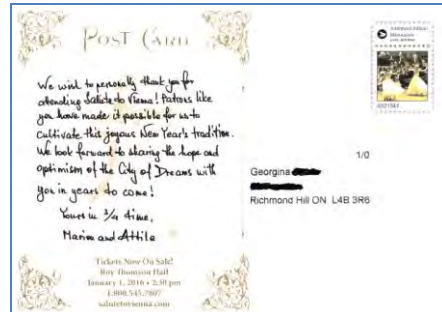 POST CARD
We wish to personally thank you for
attending Salute to Vienna! Patrons like
you have made it possible for us to
cultivate this joyous New Year's tradition.
We look forward to sharing the hope and
optimism of the City of Dreams with
you in years to come!
Yours in 3/4 time,
Marion and Attila
Tickets Now On Sale!
Roy Thomson Hall
January 1, 2016 • 2:30 pm
1.800.545.7807
salutetovienna.com
1/0
Georgina
Richmond Hill ON L4B 3R6